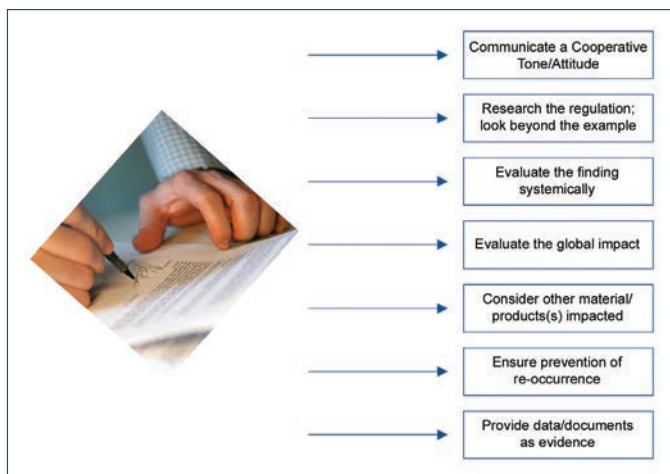 Communicate a Cooperative
Tone/Attitude
Research the regulation;
look beyond the example
Evaluate the finding
systemically
Evaluate the global impact
Consider other material/
products(s) impacted
Ensure prevention of
re-occurrence
Provide data/documents
as evidence